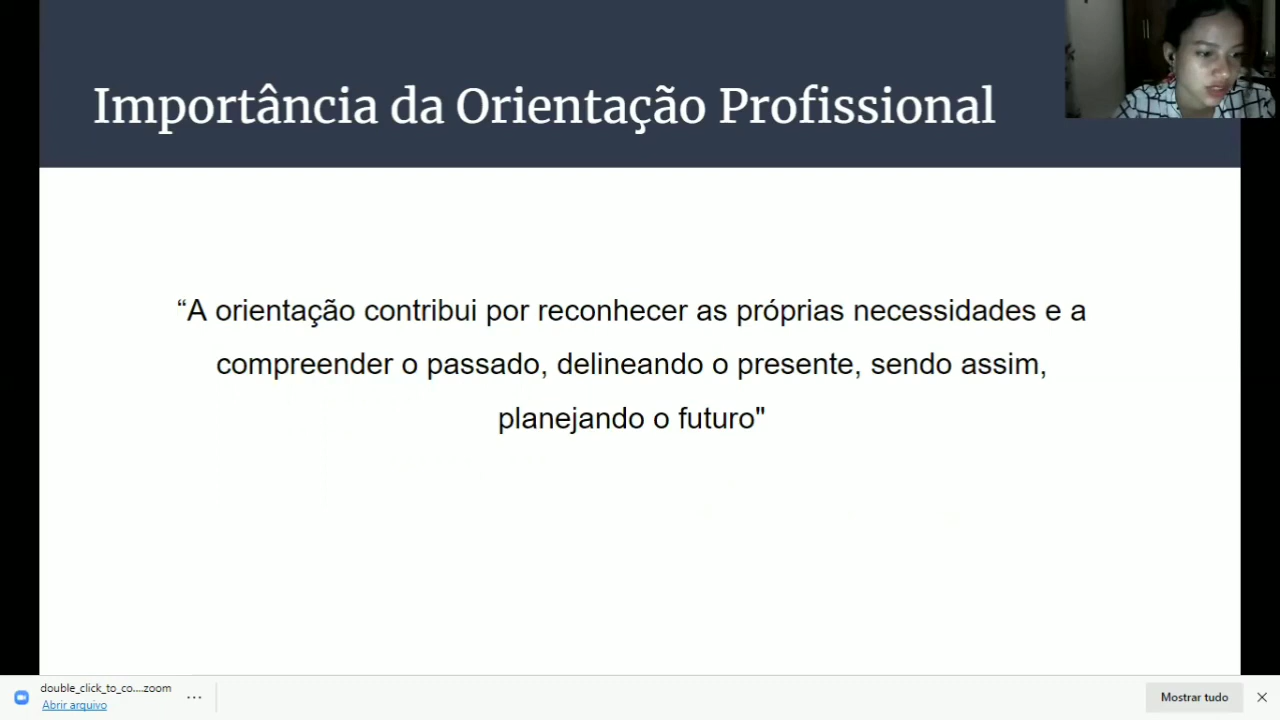 Importância da Orientação Profissional
“A orientação contribui por reconhecer as próprias necessidades e a
compreender o passado, delineando o presente, sendo assim,
planejando o futuro"
double_click_to_co....zoom
Abrir arquivo
Mostrar tudo